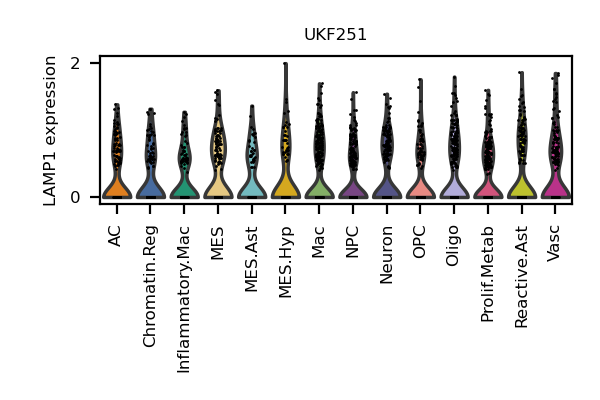 UKF251
LAMP1 expression
2
0
AC
Chromatin.Reg
Inflammatory.Mac
MES
MES.Ast
MES.Hyp
Mac
NPC
Neuron
OPC
Oligo
Prolif.Metab
Reactive.Ast
Vasc